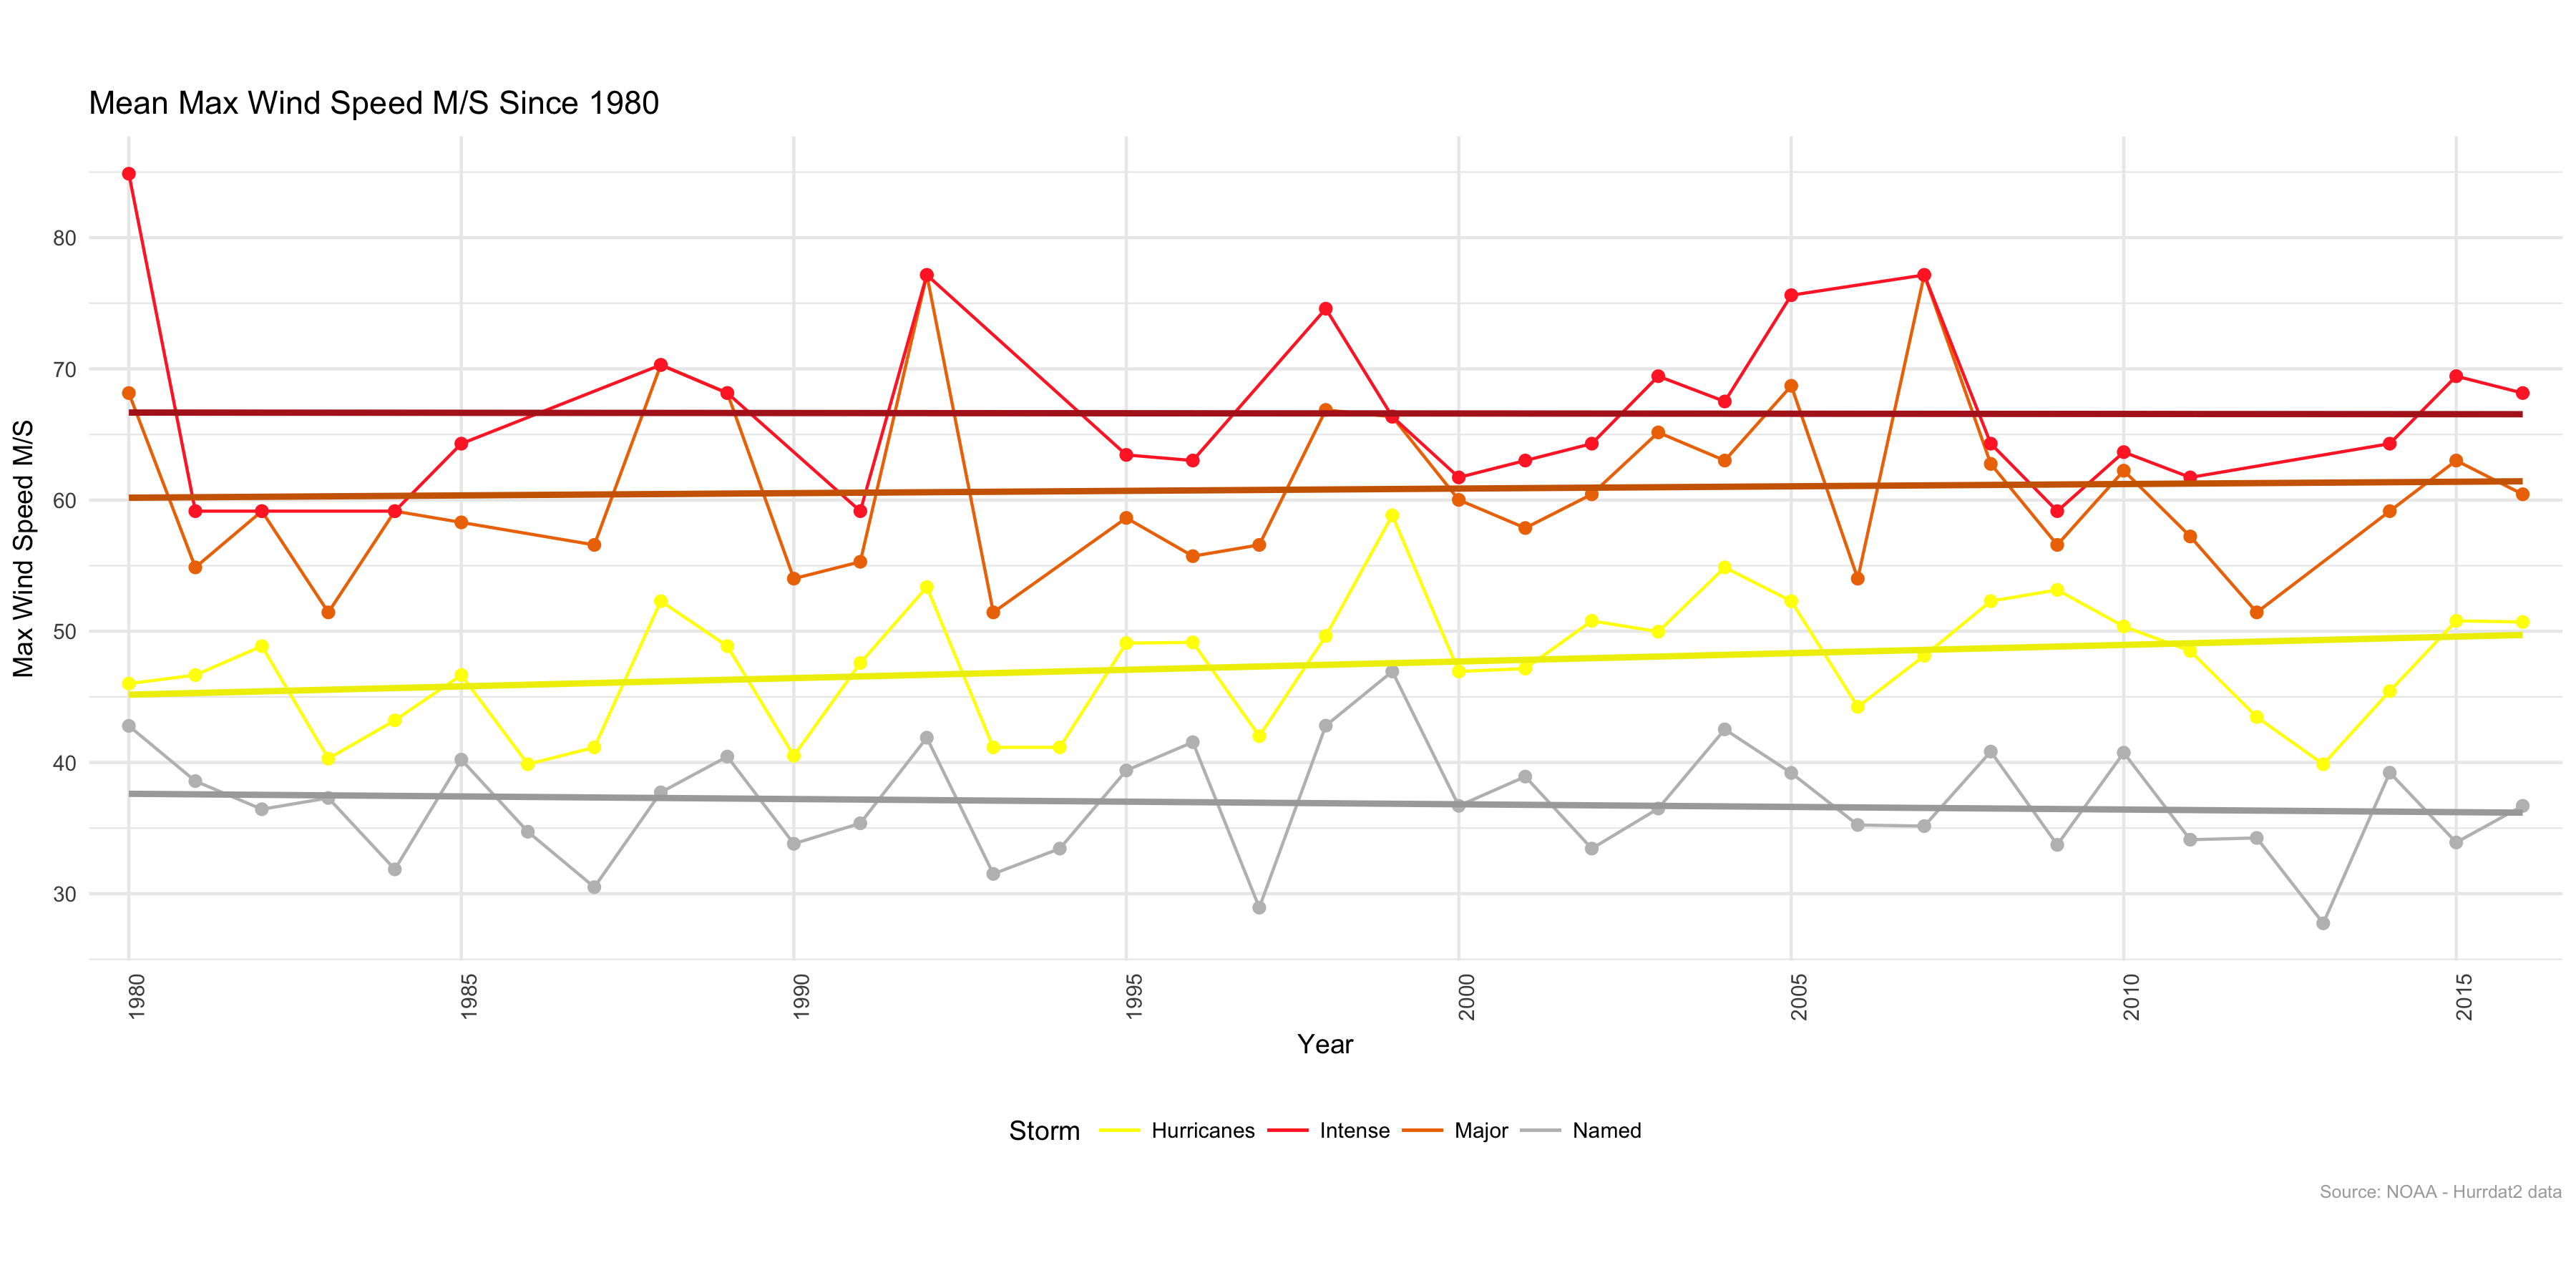 Mean Max Wind Speed M/S Since 1980
Max Wind Speed M/S
80
70
60
50
40
30
1980
1985
1990
1995
2000
2005
2010
2015
Year
Storm Hurricanes Intense Major Named
Source: NOAA - Hurrdat2 data